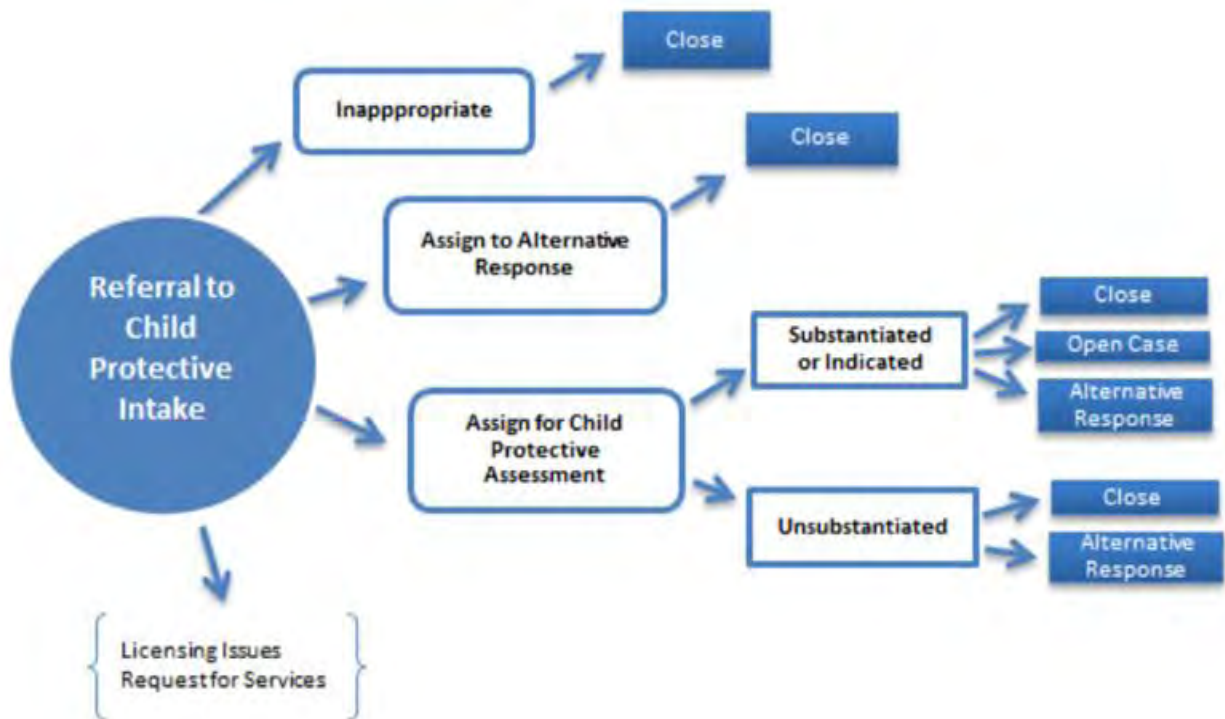 Close
Inapppropriate
Close
Assign to Alternative
Response
Referral to
Child
Protective
Intake
Close
Substantiated
or Indicated
Open Case
Alternative
Response
Assign for Child
Protective
Assessment
Close
Unsubstantiated
Alternative
Response
Licensing Issues
Request for Services